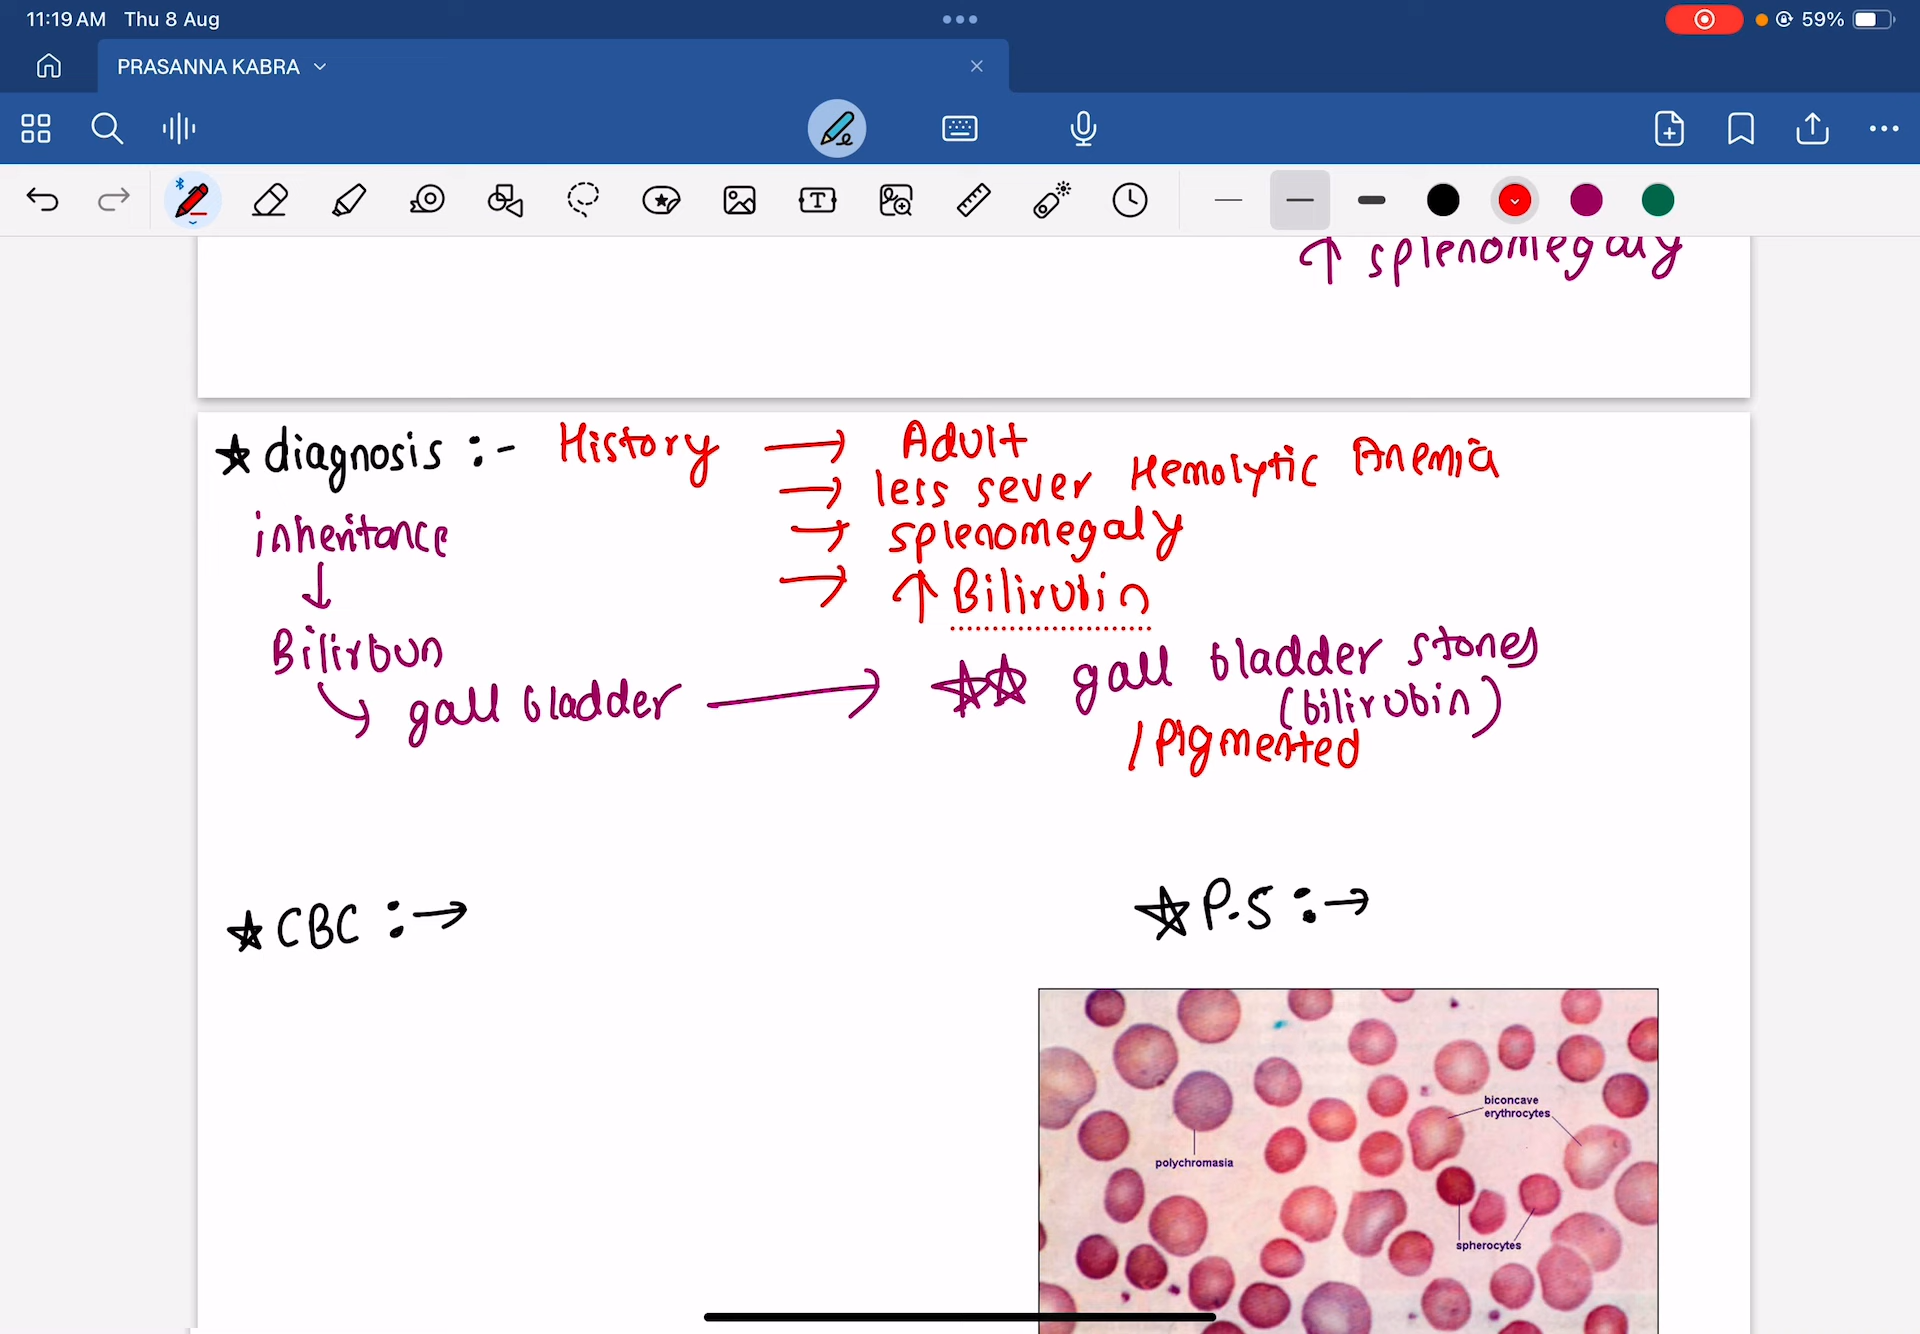 11:19 AM Thu 8 Aug
59%
PRASANNA KABRA
↑ splenomegaly
★ diagnosis :- History → Adult
→ less sever Hemolytic Anemia
inheritance → splenomegaly
↓ → ↑ Bilirubin
Bilirbun
gall bladder → ☆☆ gall bladder stones
(bilirubin)
/ Pigmented
★ CBC :→
★ P.S :→
biconcave
erythrocytes
polychromasia
spherocytes